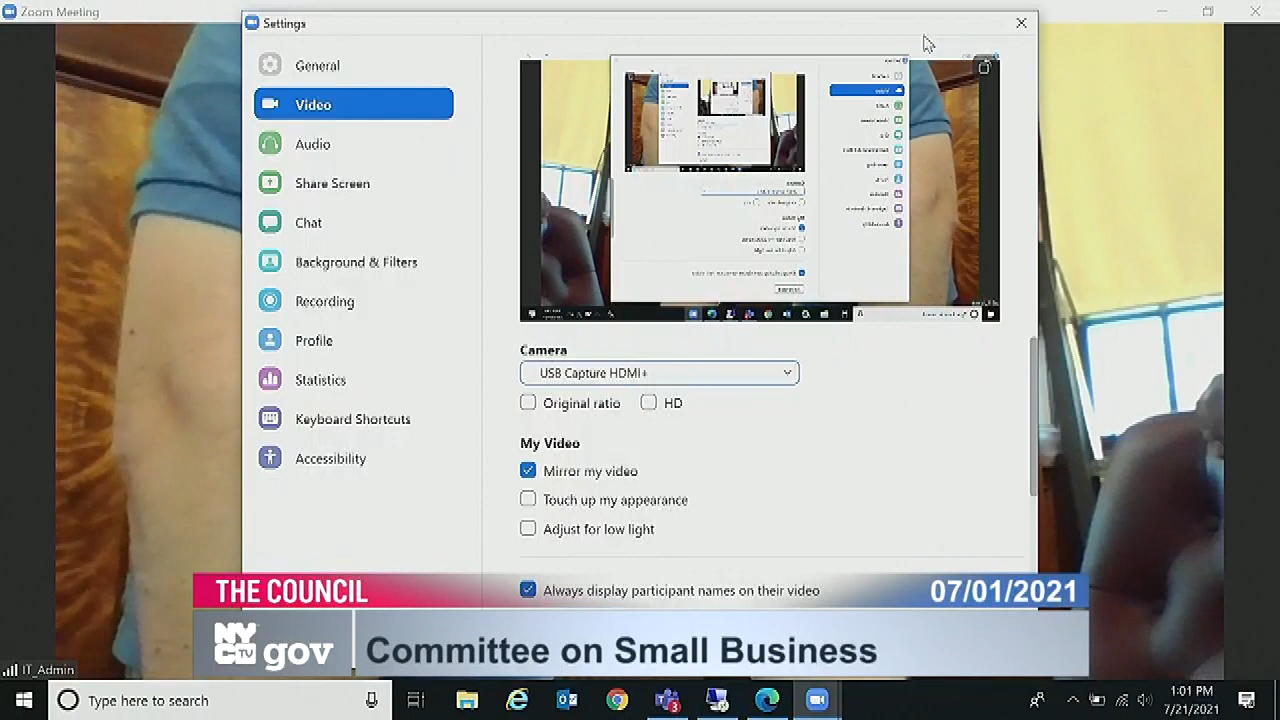 Zoom Meeting
Settings
General
Video
Audio
Share Screen
Chat
Background & Filters
Recording
Profile
Statistics
Keyboard Shortcuts
Accessibility
Camera
USB Capture HDMI+
Original ratio
HD
My Video
Mirror my video
Touch up my appearance
Adjust for low light
Always display participant names on their video
THE COUNCIL
07/01/2021
NYC
TV
gov
Committee on Small Business
IT_Admin
Type here to search
3
1:01 PM
7/21/2021